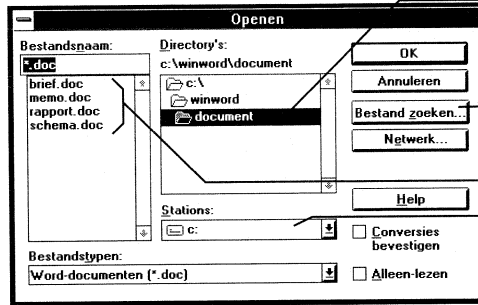 Openen
Bestandsnaam:
*.doc
brief.doc
memo.doc
rapport.doc
schema.doc
Directory's:
c:\winword\document
c:\
winword
document
Stations:
c:
Bestandstypen:
Word-documenten (*.doc)
OK
Annuleren
Bestand zoeken...
Netwerk...
Help
Conversies
bevestigen
Alleen-lezen